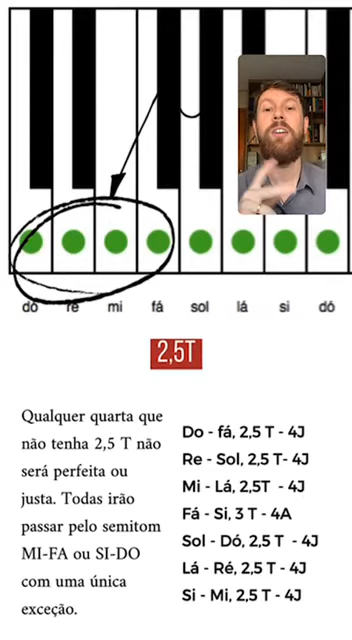 dó ré mi fá sol lá si dó
2,5T
Qualquer quarta que
não tenha 2,5 T não
será perfeita ou
justa. Todas irão
passar pelo semitom
MI-FA ou SI-DO
com uma única
exceção.
Do - fá, 2,5 T - 4J
Re - Sol, 2,5 T- 4J
Mi - Lá, 2,5T - 4J
Fá - Si, 3 T - 4A
Sol - Dó, 2,5 T - 4J
Lá - Ré, 2,5 T - 4J
Si - Mi, 2,5 T - 4J